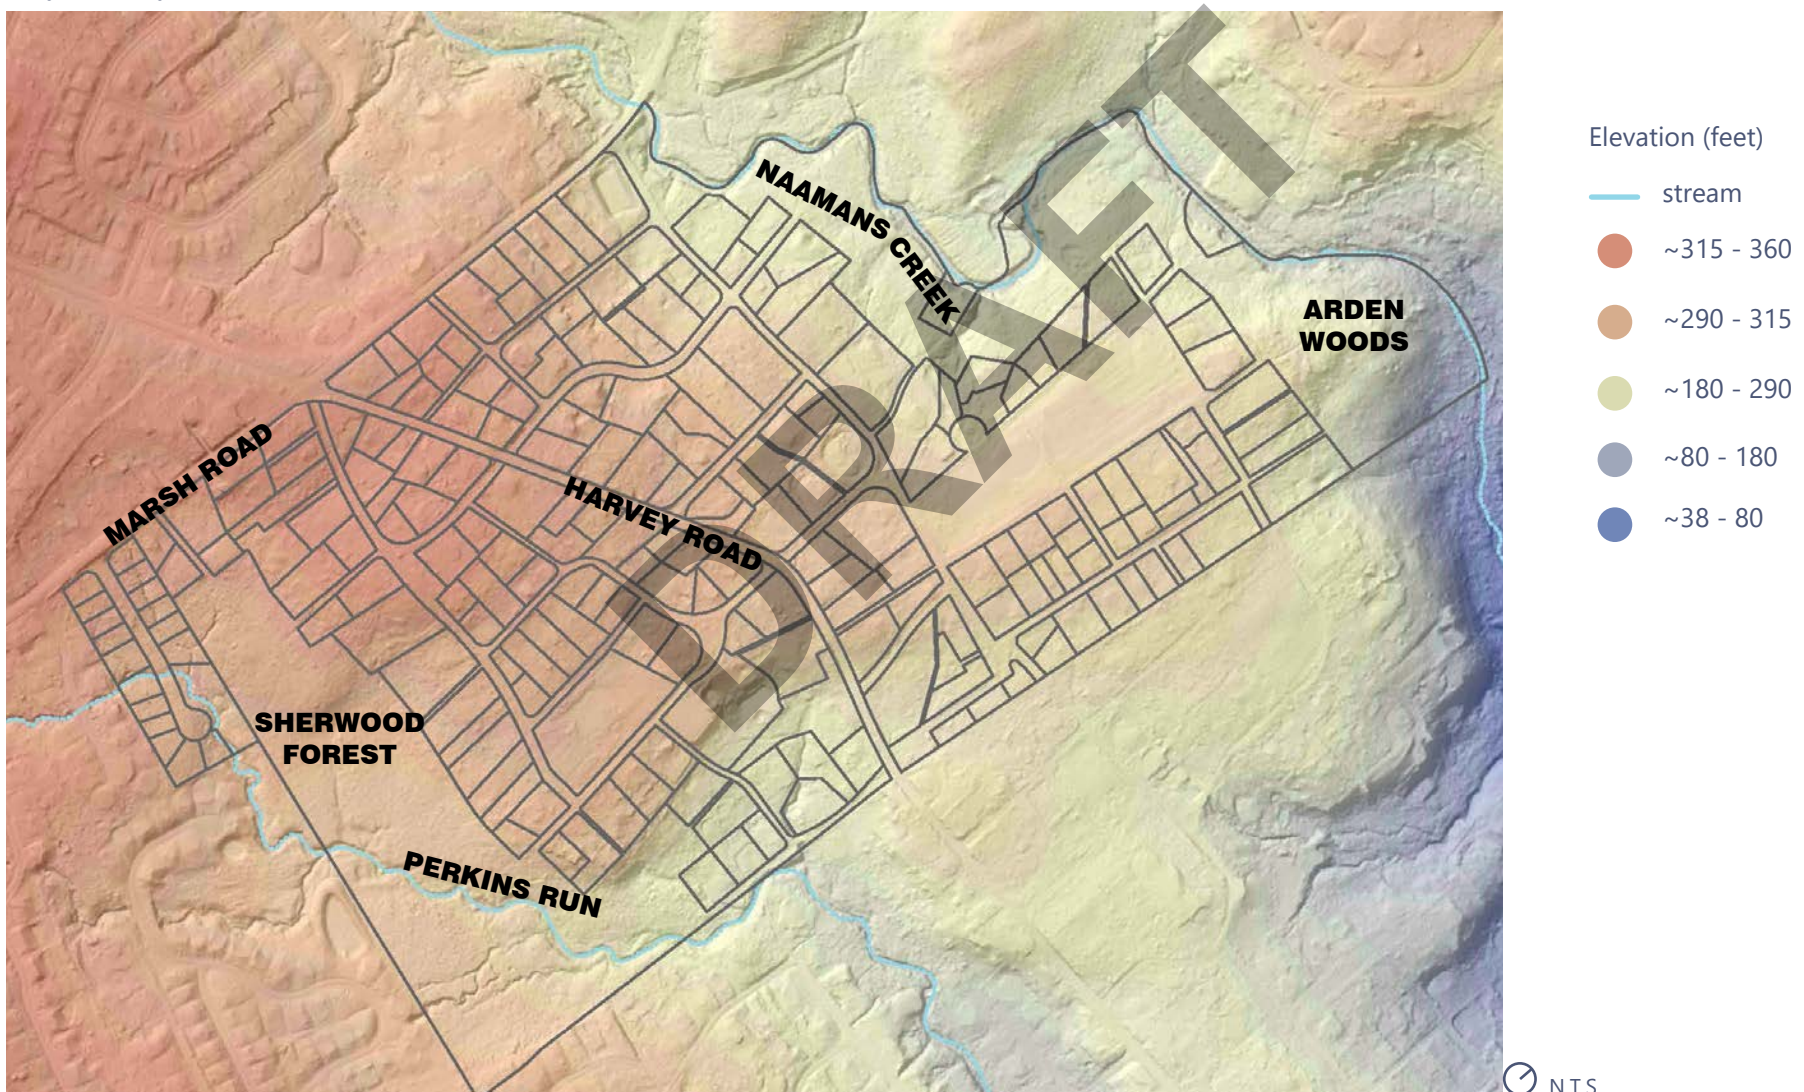 NAAMANS CREEK
ARDEN
WOODS
MARSH ROAD
HARVEY ROAD
SHERWOOD
FOREST
PERKINS RUN
DRAFT
Elevation (feet)
stream
~315 - 360
~290 - 315
~180 - 290
~80 - 180
~38 - 80
NTS